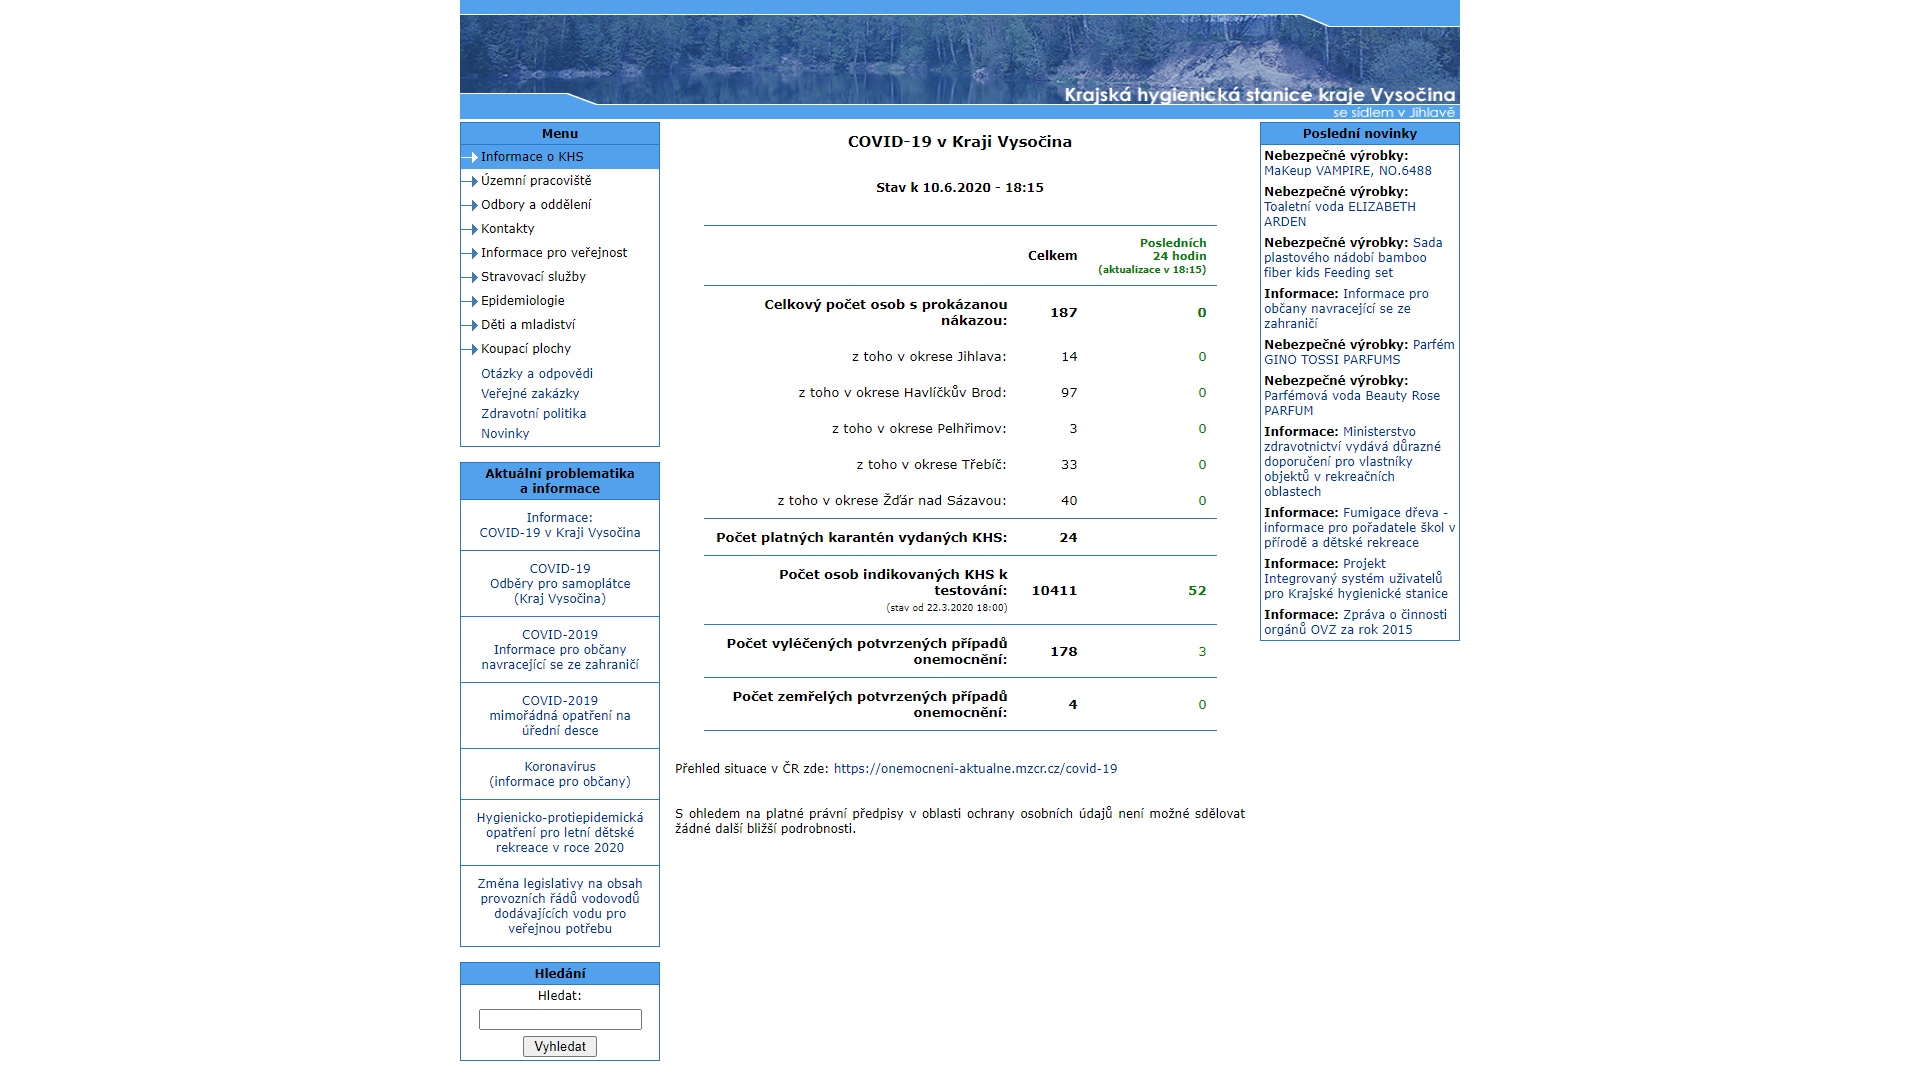 Krajská hygienická stanice kraje Vysočina
se sídlem v Jihlavě
Menu
Informace o KHS
Územní pracoviště
Odbory a oddělení
Kontakty
Informace pro veřejnost
Stravovací služby
Epidemiologie
Děti a mladiství
Koupací plochy
Otázky a odpovědi
Veřejné zakázky
Zdravotní politika
Novinky
Aktuální problematika
a informace
Informace:
COVID-19 v Kraji Vysočina
COVID-19
Odběry pro samoplátce
(Kraj Vysočina)
COVID-2019
Informace pro občany
navracející se ze zahraničí
COVID-2019
mimořádná opatření na
úřední desce
Koronavirus
(informace pro občany)
Hygienicko-protiepidemická
opatření pro letní dětské
rekreace v roce 2020
Změna legislativy na obsah
provozních řádů vodovodů
dodávajících vodu pro
veřejnou potřebu
Hledání
Hledat:
Vyhledat
COVID-19 v Kraji Vysočina
Stav k 10.6.2020 - 18:15
Celkem
Posledních
24 hodin
(aktualizace v 18:15)
Celkový počet osob s prokázanou
nákazou: 187 0
z toho v okrese Jihlava: 14 0
z toho v okrese Havlíčkův Brod: 97 0
z toho v okrese Pelhřimov: 3 0
z toho v okrese Třebíč: 33 0
z toho v okrese Žďár nad Sázavou: 40 0
Počet platných karantén vydaných KHS: 24
Počet osob indikovaných KHS k
testování: 10411 52
(stav od 22.3.2020 18:00)
Počet vyléčených potvrzených případů
onemocnění: 178 3
Počet zemřelých potvrzených případů
onemocnění: 4 0
Přehled situace v ČR zde: https://onemocneni-aktualne.mzcr.cz/covid-19
S ohledem na platné právní předpisy v oblasti ochrany osobních údajů není možné sdělovat
žádné další bližší podrobnosti.
Poslední novinky
Nebezpečné výrobky:
MaKeup VAMPIRE, NO.6488
Nebezpečné výrobky:
Toaletní voda ELIZABETH
ARDEN
Nebezpečné výrobky: Sada
plastového nádobí bamboo
fiber kids Feeding set
Informace: Informace pro
občany navracející se ze
zahraničí
Nebezpečné výrobky: Parfém
GINO TOSSI PARFUMS
Nebezpečné výrobky:
Parfémová voda Beauty Rose
PARFUM
Informace: Ministerstvo
zdravotnictví vydává důrazné
doporučení pro vlastníky
objektů v rekreačních
oblastech
Informace: Fumigace dřeva -
informace pro pořadatele škol v
přírodě a dětské rekreace
Informace: Projekt
Integrovaný systém uživatelů
pro Krajské hygienické stanice
Informace: Zpráva o činnosti
orgánů OVZ za rok 2015